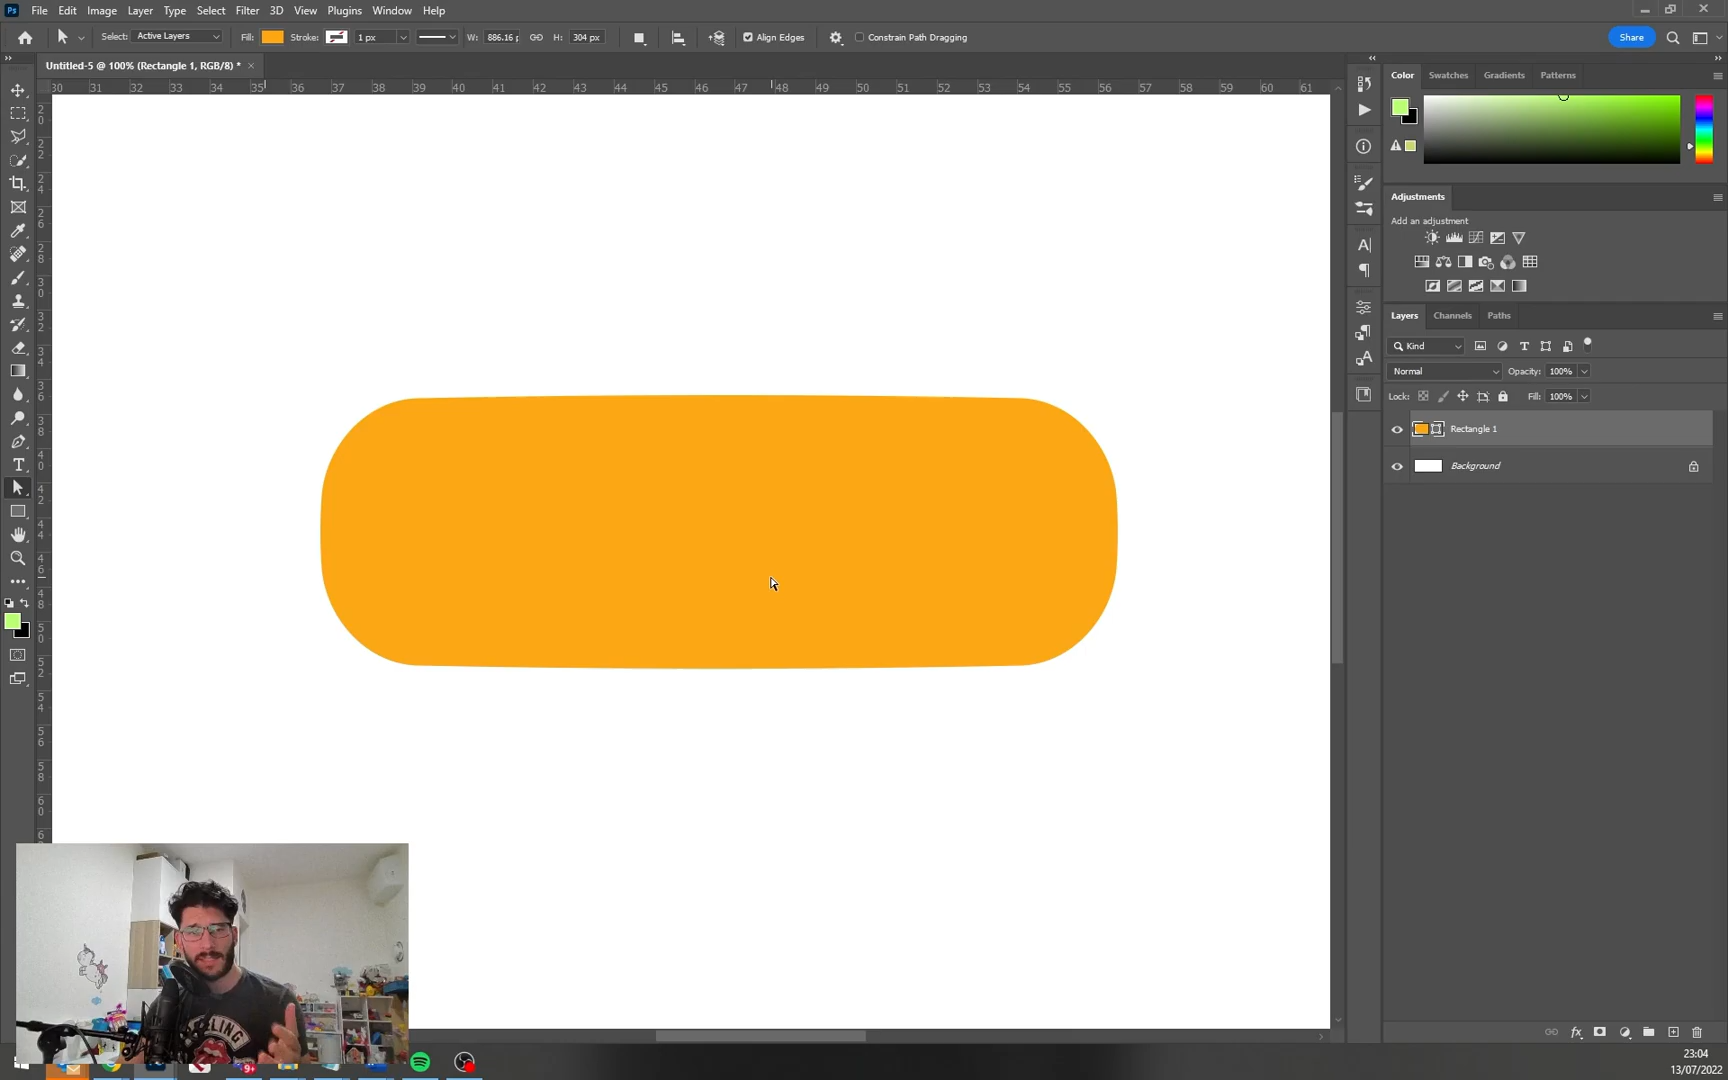 Ps File Edit Image Layer Type Select Filter 3D View Plugins Window Help
Select: Active Layers Fill: Stroke: 1 px W: 886.16 p H: 304 px Align Edges Constrain Path Dragging Share
Untitled-5 @ 100% (Rectangle 1, RGB/8) * ×
30 31 32 33 34 35 36 37 38 39 40 41 42 43 44 45 46 47 48 49 50 51 52 53 54 55 56 57 58 59 60 61
Color Swatches Gradients Patterns
Adjustments
Add an adjustment
Layers Channels Paths
Kind
Normal Opacity: 100%
Lock: Fill: 100%
Rectangle 1
Background
9+
23:04
13/07/2022